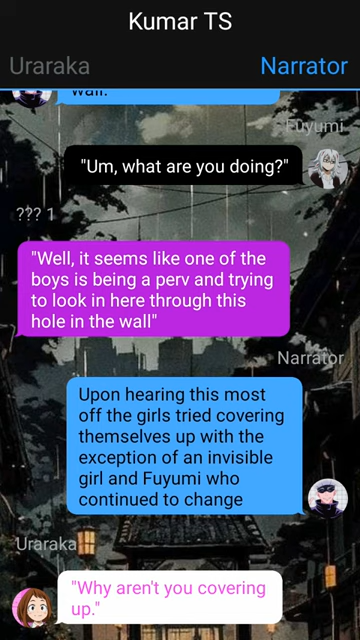 Kumar TS
Uraraka
Narrator
wall."
Fuyumi
"Um, what are you doing?"
??? 1
"Well, it seems like one of the
boys is being a perv and trying
to look in here through this
hole in the wall"
Narrator
Upon hearing this most
off the girls tried covering
themselves up with the
exception of an invisible
girl and Fuyumi who
continued to change
Uraraka
"Why aren't you covering
up."